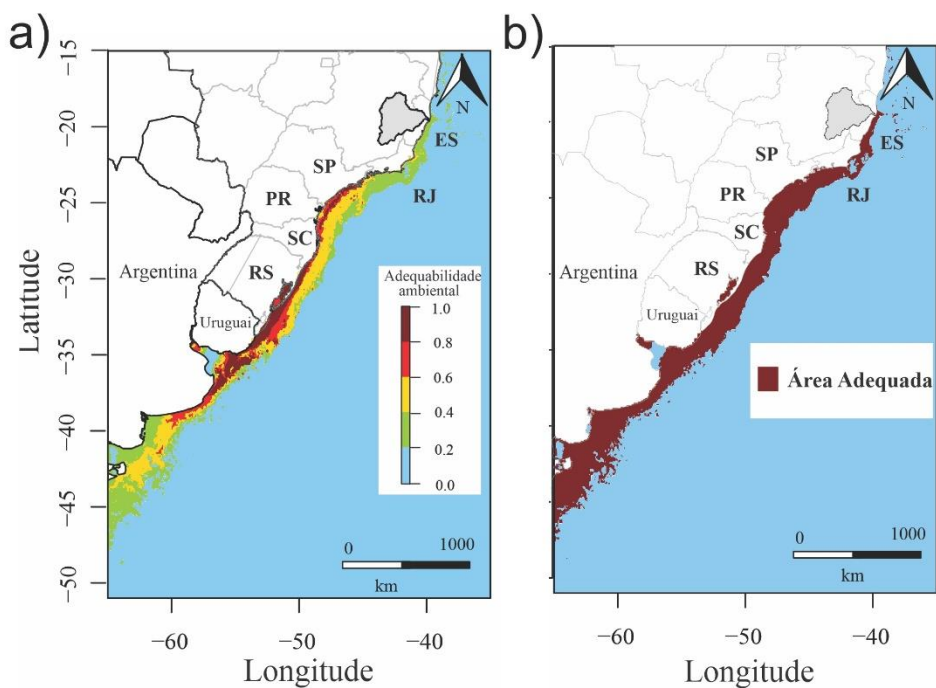 a)
−15
−20
−25
−30
−35
−40
−45
−50
Latitude
N
ES
SP
RJ
PR
SC
Argentina
RS
Uruguai
Adequabilidade
ambiental
1.0
0.8
0.6
0.4
0.2
0.0
0 1000
km
−60 −50 −40
Longitude
b)
N
ES
SP
RJ
PR
SC
Argentina
RS
Uruguai
Área Adequada
0 1000
km
−60 −50 −40
Longitude